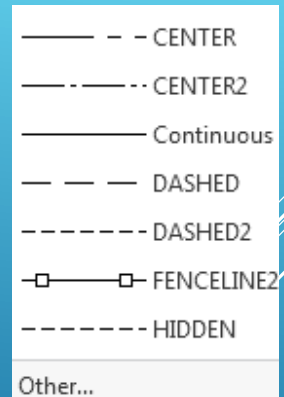 CENTER
CENTER2
Continuous
DASHED
DASHED2
FENCELINE2
HIDDEN
Other...